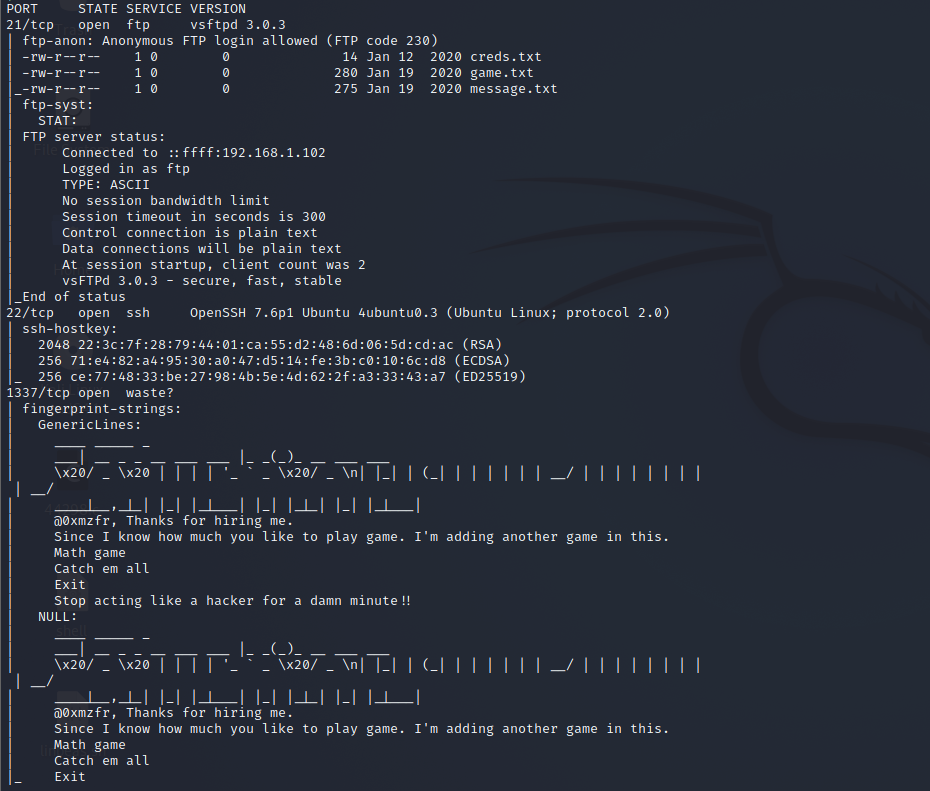 PORT     STATE SERVICE VERSION
21/tcp   open  ftp     vsftpd 3.0.3
| ftp-anon: Anonymous FTP login allowed (FTP code 230)
| -rw-r--r--    1 0        0              14 Jan 12  2020 creds.txt
| -rw-r--r--    1 0        0             280 Jan 19  2020 game.txt
|_-rw-r--r--    1 0        0             275 Jan 19  2020 message.txt
| ftp-syst:
|   STAT:
| FTP server status:
|      Connected to ::ffff:192.168.1.102
|      Logged in as ftp
|      TYPE: ASCII
|      No session bandwidth limit
|      Session timeout in seconds is 300
|      Control connection is plain text
|      Data connections will be plain text
|      At session startup, client count was 2
|      vsFTPd 3.0.3 - secure, fast, stable
|_End of status
22/tcp   open  ssh     OpenSSH 7.6p1 Ubuntu 4ubuntu0.3 (Ubuntu Linux; protocol 2.0)
| ssh-hostkey:
|   2048 22:3c:7f:28:79:44:01:ca:55:d2:48:6d:06:5d:cd:ac (RSA)
|   256 71:e4:82:a4:95:30:a0:47:d5:14:fe:3b:c0:10:6c:d8 (ECDSA)
|_  256 ce:77:48:33:be:27:98:4b:5e:4d:62:2f:a3:33:43:a7 (ED25519)
1337/tcp open  waste?
| fingerprint-strings:
|   GenericLines:
|     ____ _____ _
|     ___| __ _ _ __ ___ ___ |_ _(_)_ __ ___ ___
|     \x20/ _ \x20 | | | | '_ ` _ \x20/ _ \n| |_| | (_| | | | | | | __/ | | | | | | | |
| __/
|     ____|__,_|_| |_| |_|___| |_| |_|_| |_| |_|___|
|     @0xmzfr, Thanks for hiring me.
|     Since I know how much you like to play game. I'm adding another game in this.
|     Math game
|     Catch em all
|     Exit
|     Stop acting like a hacker for a damn minute!!
|   NULL:
|     ____ _____ _
|     ___| __ _ _ __ ___ ___ |_ _(_)_ __ ___ ___
|     \x20/ _ \x20 | | | | '_ ` _ \x20/ _ \n| |_| | (_| | | | | | | __/ | | | | | | | |
| __/
|     ____|__,_|_| |_| |_|___| |_| |_|_| |_| |_|___|
|     @0xmzfr, Thanks for hiring me.
|     Since I know how much you like to play game. I'm adding another game in this.
|     Math game
|     Catch em all
|_    Exit